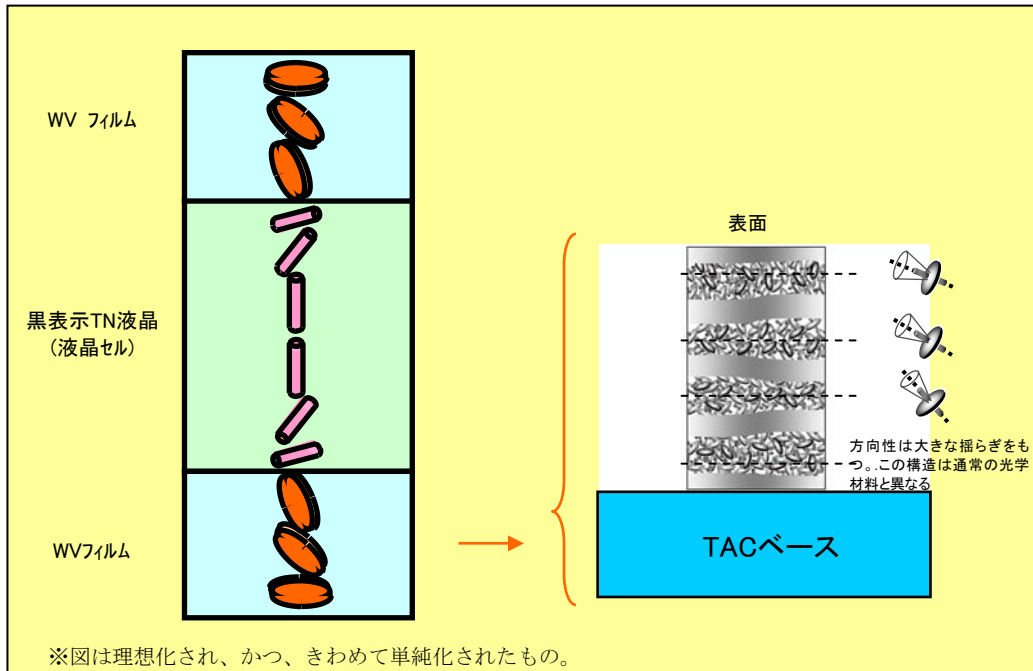 WV フィルム
黒表示TN液晶
(液晶セル)
WVフィルム
表面
方向性は大きな揺らぎをも
つ。.この構造は通常の光学
材料と異なる
TACベース
※図は理想化され、かつ、きわめて単純化されたもの。